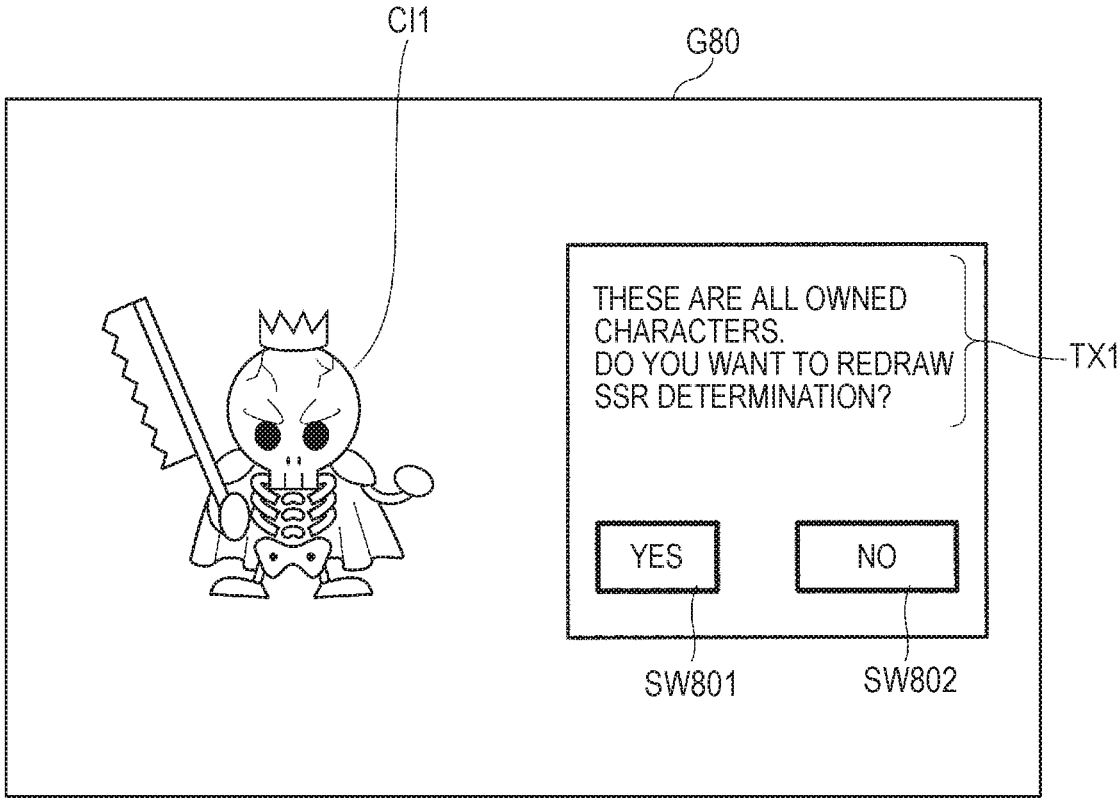 CI1
G80
THESE ARE ALL OWNED
CHARACTERS.
DO YOU WANT TO REDRAW
SSR DETERMINATION?
TX1
YES
NO
SW801
SW802